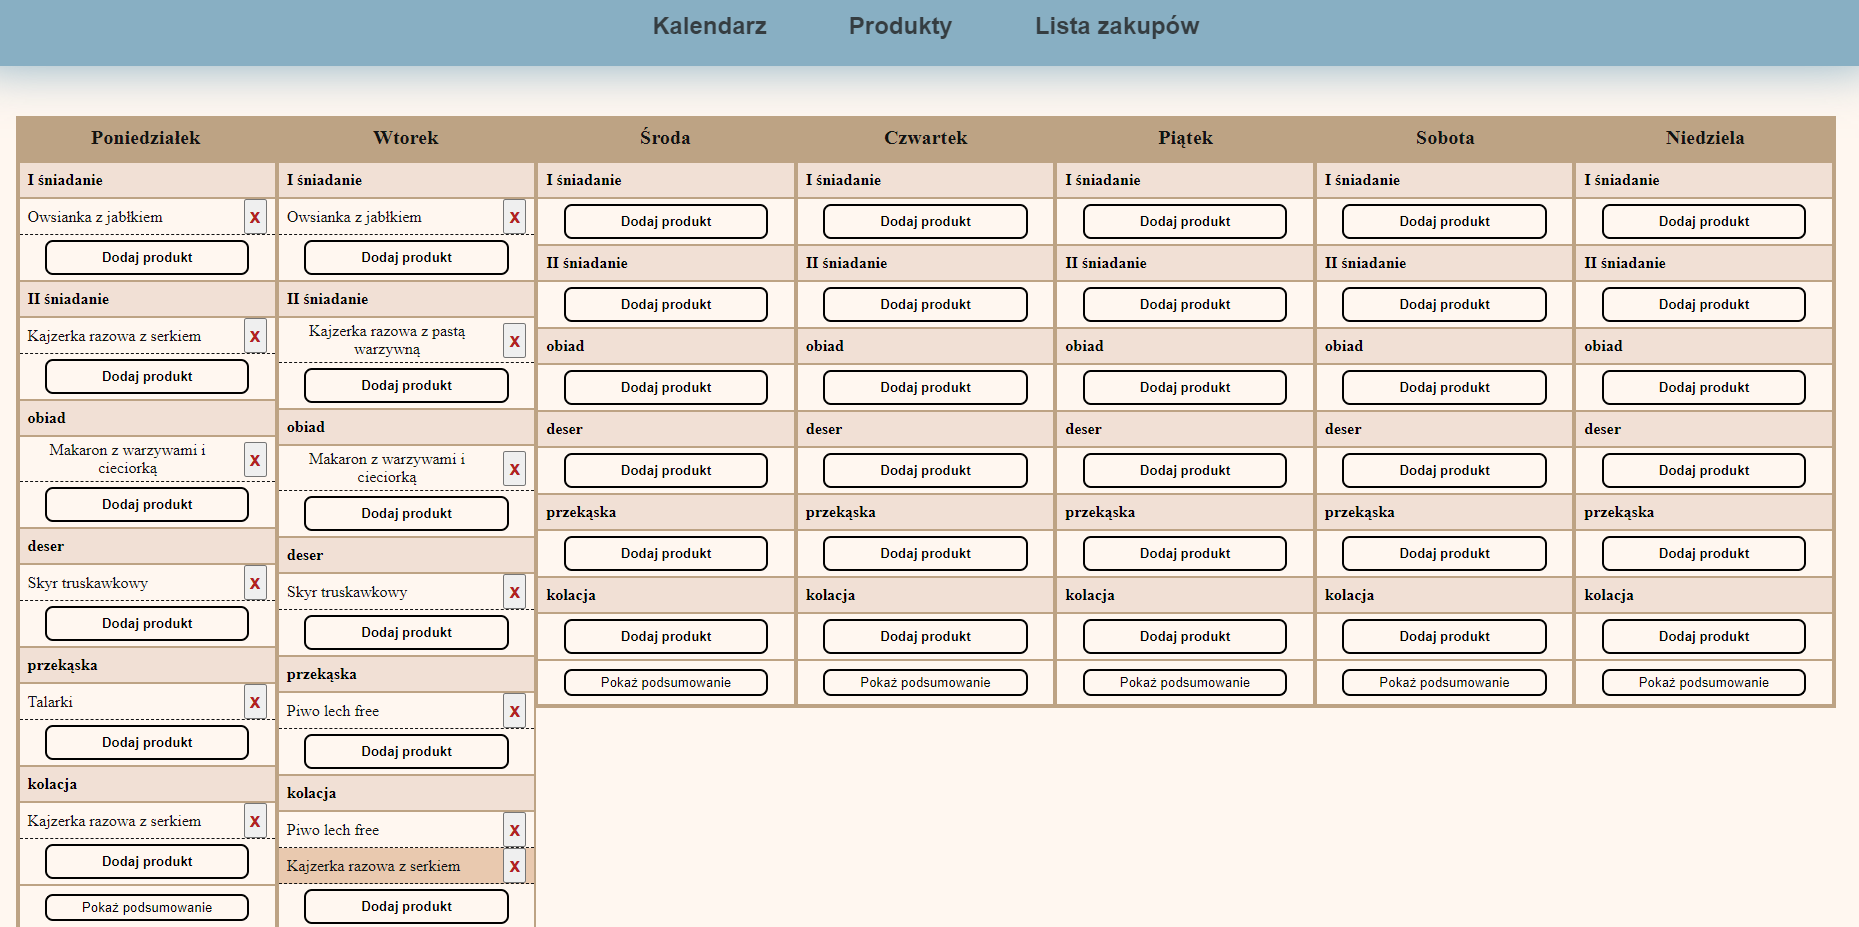 Kalendarz
Produkty
Lista zakupów
Poniedziałek
I śniadanie
Owsianka z jabłkiem
X
Dodaj produkt
II śniadanie
Kajzerka razowa z serkiem
X
Dodaj produkt
obiad
Makaron z warzywami i
cieciorką
X
Dodaj produkt
deser
Skyr truskawkowy
X
Dodaj produkt
przekąska
Talarki
X
Dodaj produkt
kolacja
Kajzerka razowa z serkiem
X
Dodaj produkt
Pokaź podsumowanie
Wtorek
I śniadanie
Owsianka z jabłkiem
X
Dodaj produkt
II śniadanie
Kajzerka razowa z pastą
warzywną
X
Dodaj produkt
obiad
Makaron z warzywami i
cieciorką
X
Dodaj produkt
deser
Skyr truskawkowy
X
Dodaj produkt
przekąska
Piwo lech free
X
Dodaj produkt
kolacja
Piwo lech free
X
Kajzerka razowa z serkiem
X
Dodaj produkt
Środa
I śniadanie
Dodaj produkt
II śniadanie
Dodaj produkt
obiad
Dodaj produkt
deser
Dodaj produkt
przekąska
Dodaj produkt
kolacja
Dodaj produkt
Pokaź podsumowanie
Czwartek
I śniadanie
Dodaj produkt
II śniadanie
Dodaj produkt
obiad
Dodaj produkt
deser
Dodaj produkt
przekąska
Dodaj produkt
kolacja
Dodaj produkt
Pokaź podsumowanie
Piątek
I śniadanie
Dodaj produkt
II śniadanie
Dodaj produkt
obiad
Dodaj produkt
deser
Dodaj produkt
przekąska
Dodaj produkt
kolacja
Dodaj produkt
Pokaź podsumowanie
Sobota
I śniadanie
Dodaj produkt
II śniadanie
Dodaj produkt
obiad
Dodaj produkt
deser
Dodaj produkt
przekąska
Dodaj produkt
kolacja
Dodaj produkt
Pokaź podsumowanie
Niedziela
I śniadanie
Dodaj produkt
II śniadanie
Dodaj produkt
obiad
Dodaj produkt
deser
Dodaj produkt
przekąska
Dodaj produkt
kolacja
Dodaj produkt
Pokaź podsumowanie